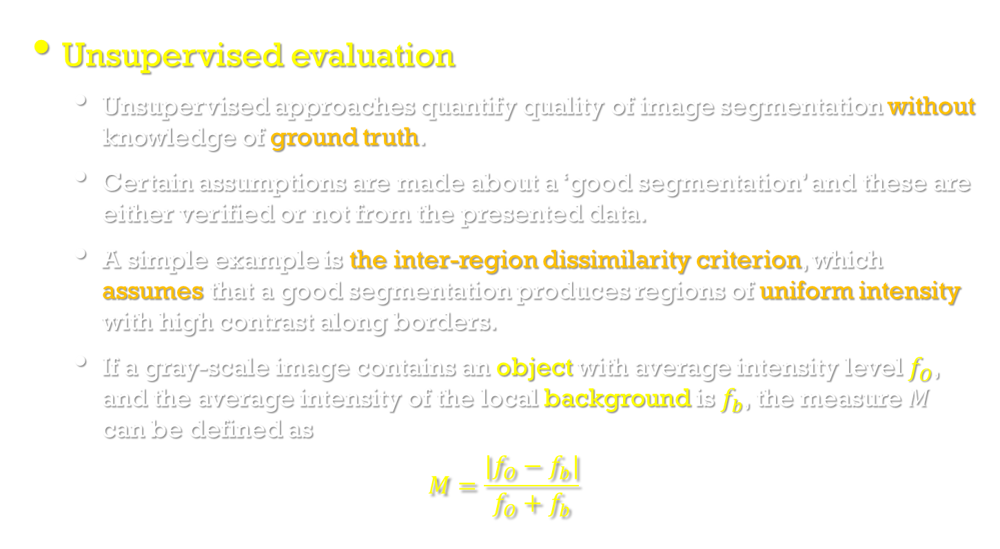 • Unsupervised evaluation
• Unsupervised approaches quantify quality of image segmentation without
knowledge of ground truth.
• Certain assumptions are made about a ‘good segmentation’ and these are
either verified or not from the presented data.
• A simple example is the inter-region dissimilarity criterion, which
assumes that a good segmentation produces regions of uniform intensity
with high contrast along borders.
• If a gray-scale image contains an object with average intensity level f_O,
and the average intensity of the local background is f_b, the measure M
can be defined as
M = |f_O − f_b| / (f_O + f_b)